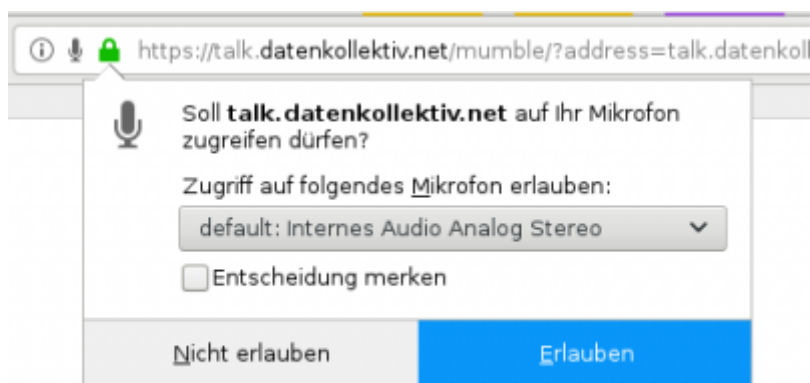 https://talk.datenkollektiv.net/mumble/?address=talk.datenkoll
Soll talk.datenkollektiv.net auf Ihr Mikrofon
zugreifen dürfen?
Zugriff auf folgendes Mikrofon erlauben:
default: Internes Audio Analog Stereo
Entscheidung merken
Nicht erlauben
Erlauben